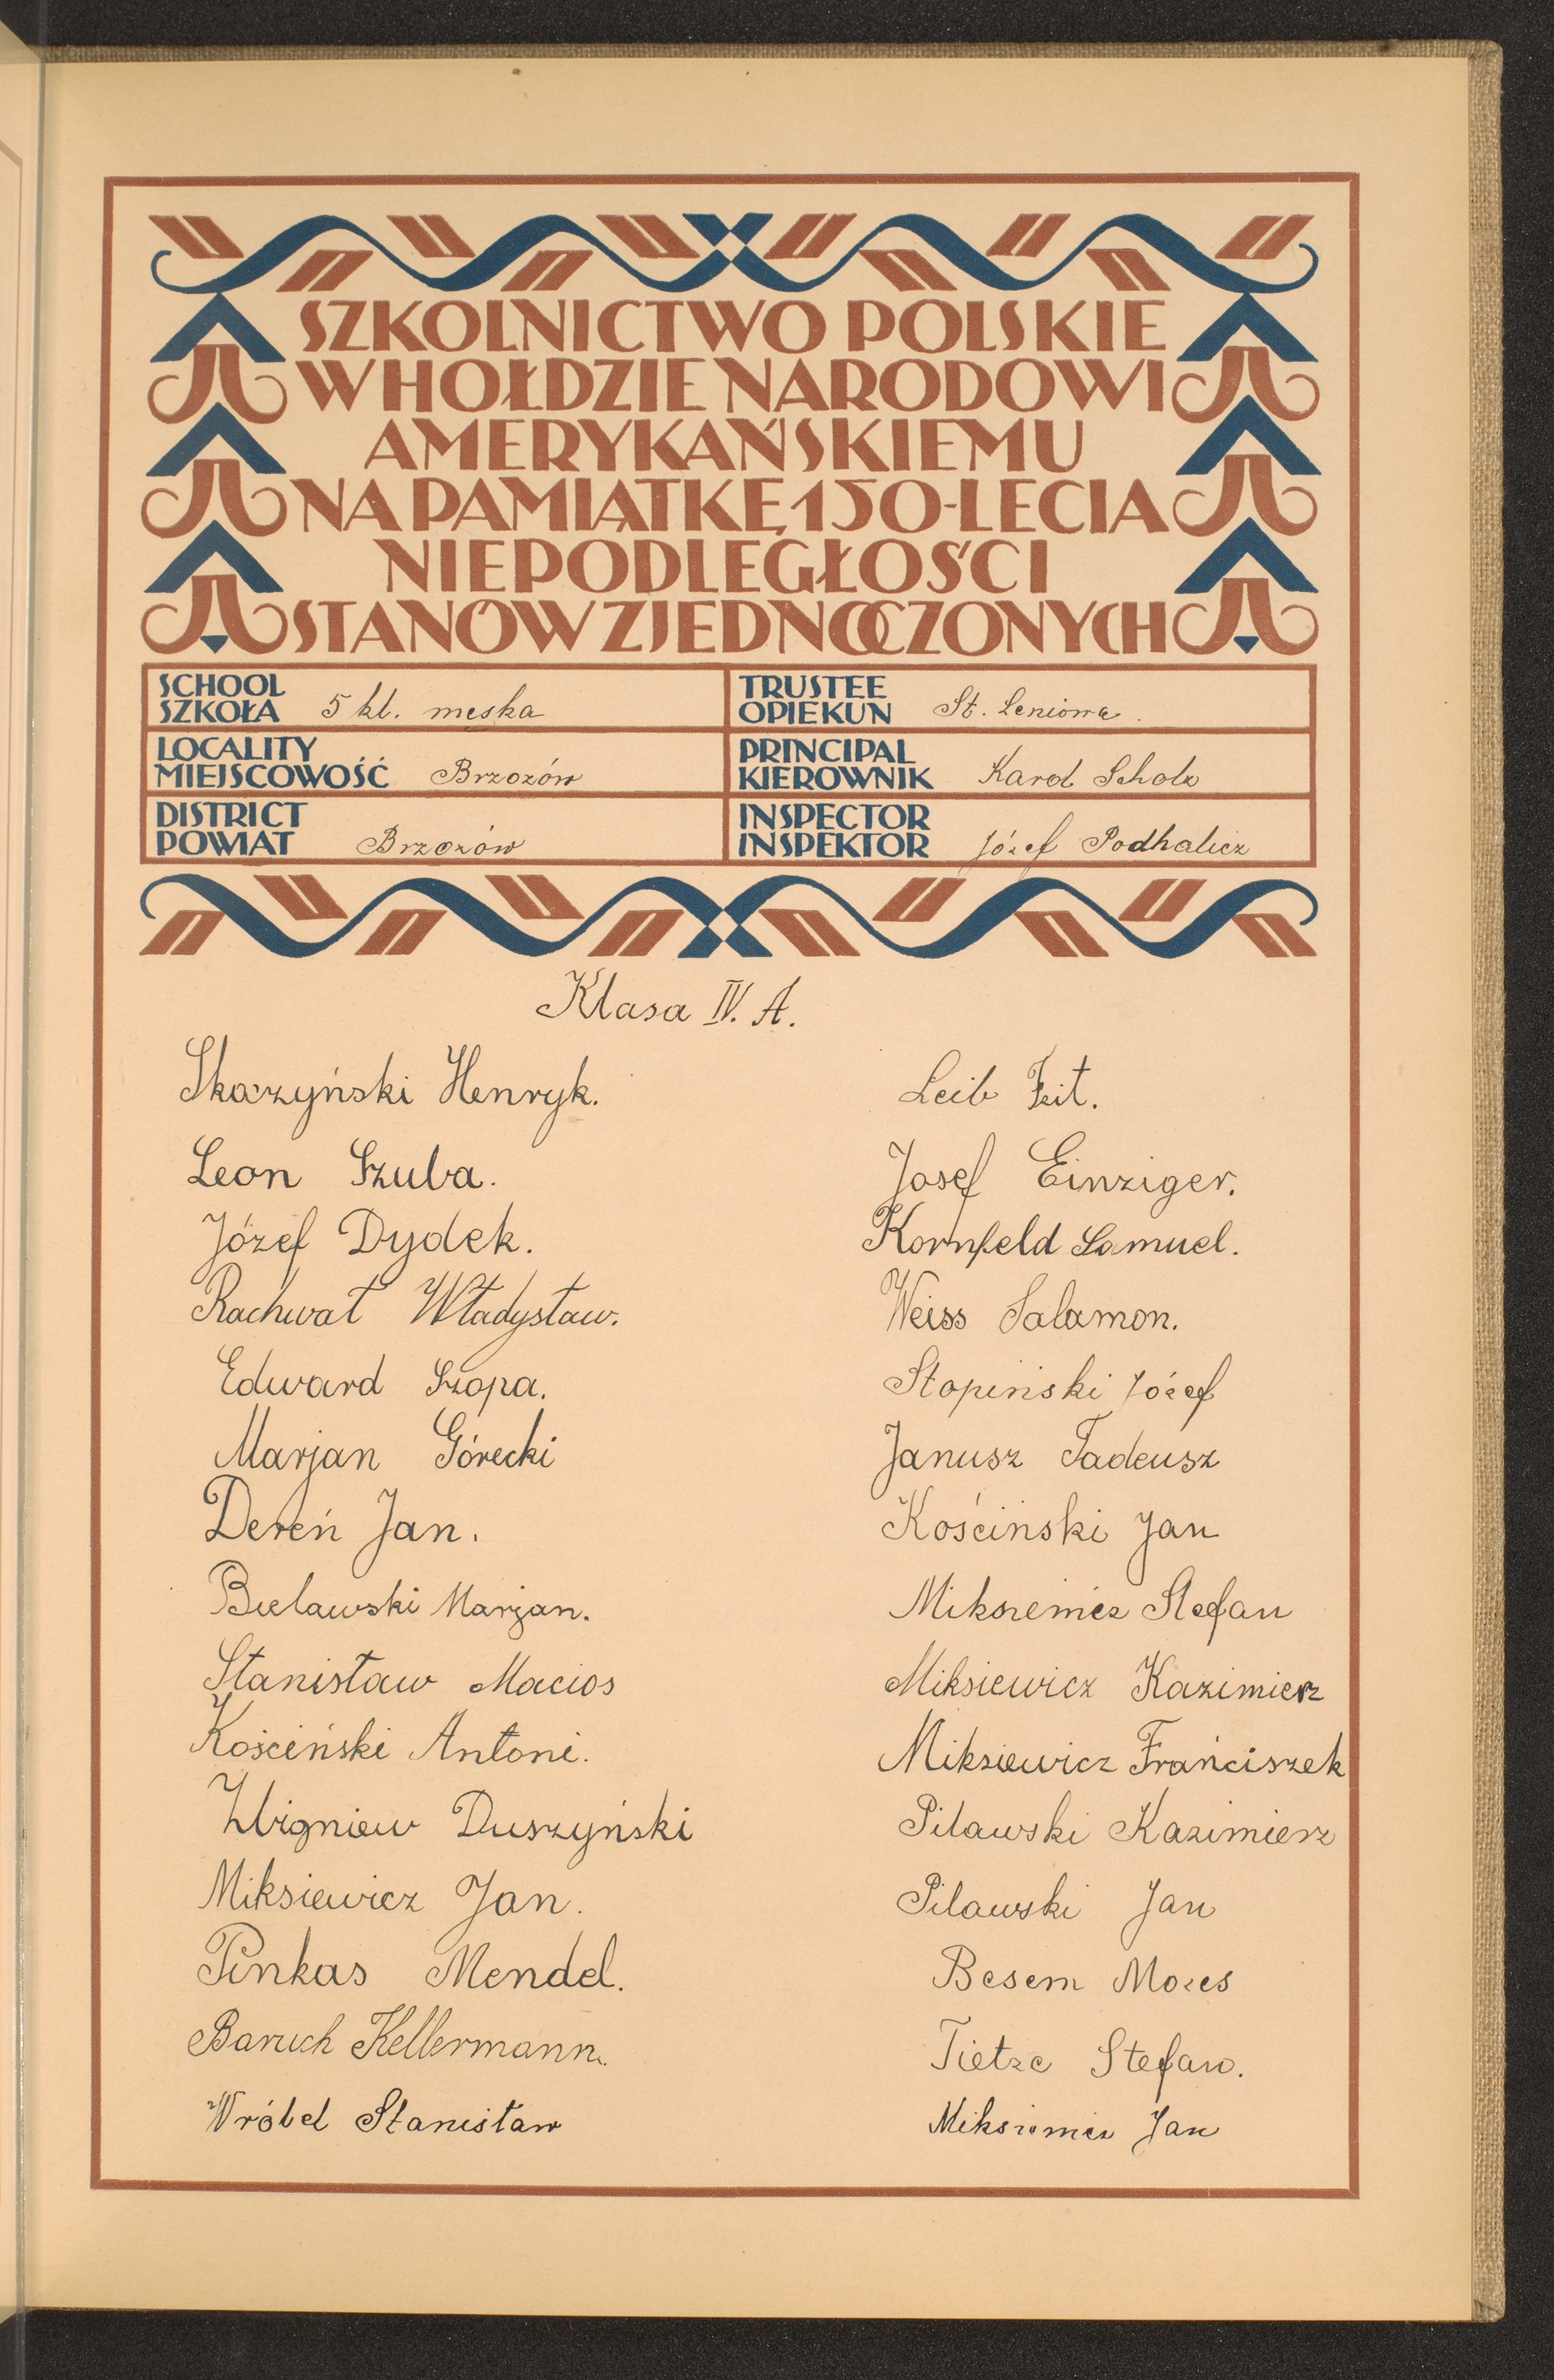 SZKOLNICTWO POLSKIE
W HOŁDZIE NARODOWI
AMERYKAŃSKIEMU
NA PAMIĄTKĘ 150-LECIA
NIEPODLEGŁOŚCI
STANÓW ZJEDNOCZONYCH
SCHOOL
SZKOŁA 5 kl. męska
TRUSTEE
OPIEKUN St. Leniowa.
LOCALITY
MIEJSCOWOŚĆ Brzozów
PRINCIPAL
KIEROWNIK Karol Scholz
DISTRICT
POWIAT Brzozów
INSPECTOR
INSPEKTOR Józef Podhalicz
Klasa IV. A.
Skarzyński Henryk.
Leon Szuba.
Józef Dydek.
Rachwał Władysław.
Edward Szopa.
Marjan Górecki
Dereń Jan.
Bielawski Marjan.
Stanisław Macios
Kościński Antoni.
Zbigniew Duszyński
Miksiewicz Jan.
Pinkas Mendel.
Baruch Kellermann.
Wróbel Stanisław
Leib
Josef Einziger.
Kornfeld Samuel.
Weiss Salamon.
Stopiński Józef
Janusz Tadeusz
Kościński Jan
Miksiewicz Stefan
Miksiewicz Kazimierz
Miksiewicz Franciszek
Pilawski Kazimierz
Pilawski Jan
Besem Mozes
Tietze Stefan.
Miksiewicz Jan